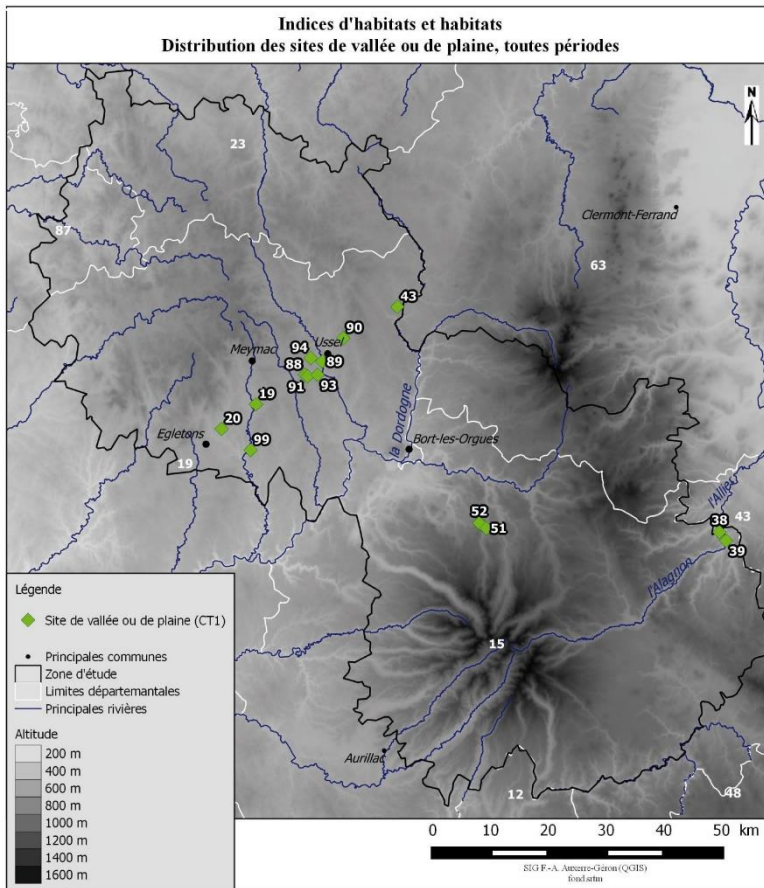 Indices d'habitats et habitats
Distribution des sites de vallée ou de plaine, toutes périodes
N
23
Clermont-Ferrand
87
63
43
90
Ussel
94
Meymac
89
88
91
93
19
20
la Dordogne
Egletons
Bort-les-Orgues
99
19
l'Allier
52
51
38
43
39
l'Alagnon
15
Aurillac
12
48
Légende
Site de vallée ou de plaine (CT1)
Principales communes
Zone d'étude
Limites départemantales
Principales rivières
Altitude
200 m
400 m
600 m
800 m
1000 m
1200 m
1400 m
1600 m
0 10 20 30 40 50 km
SIG F.-A. Auxerre-Géron (QGIS)
fond.srtm